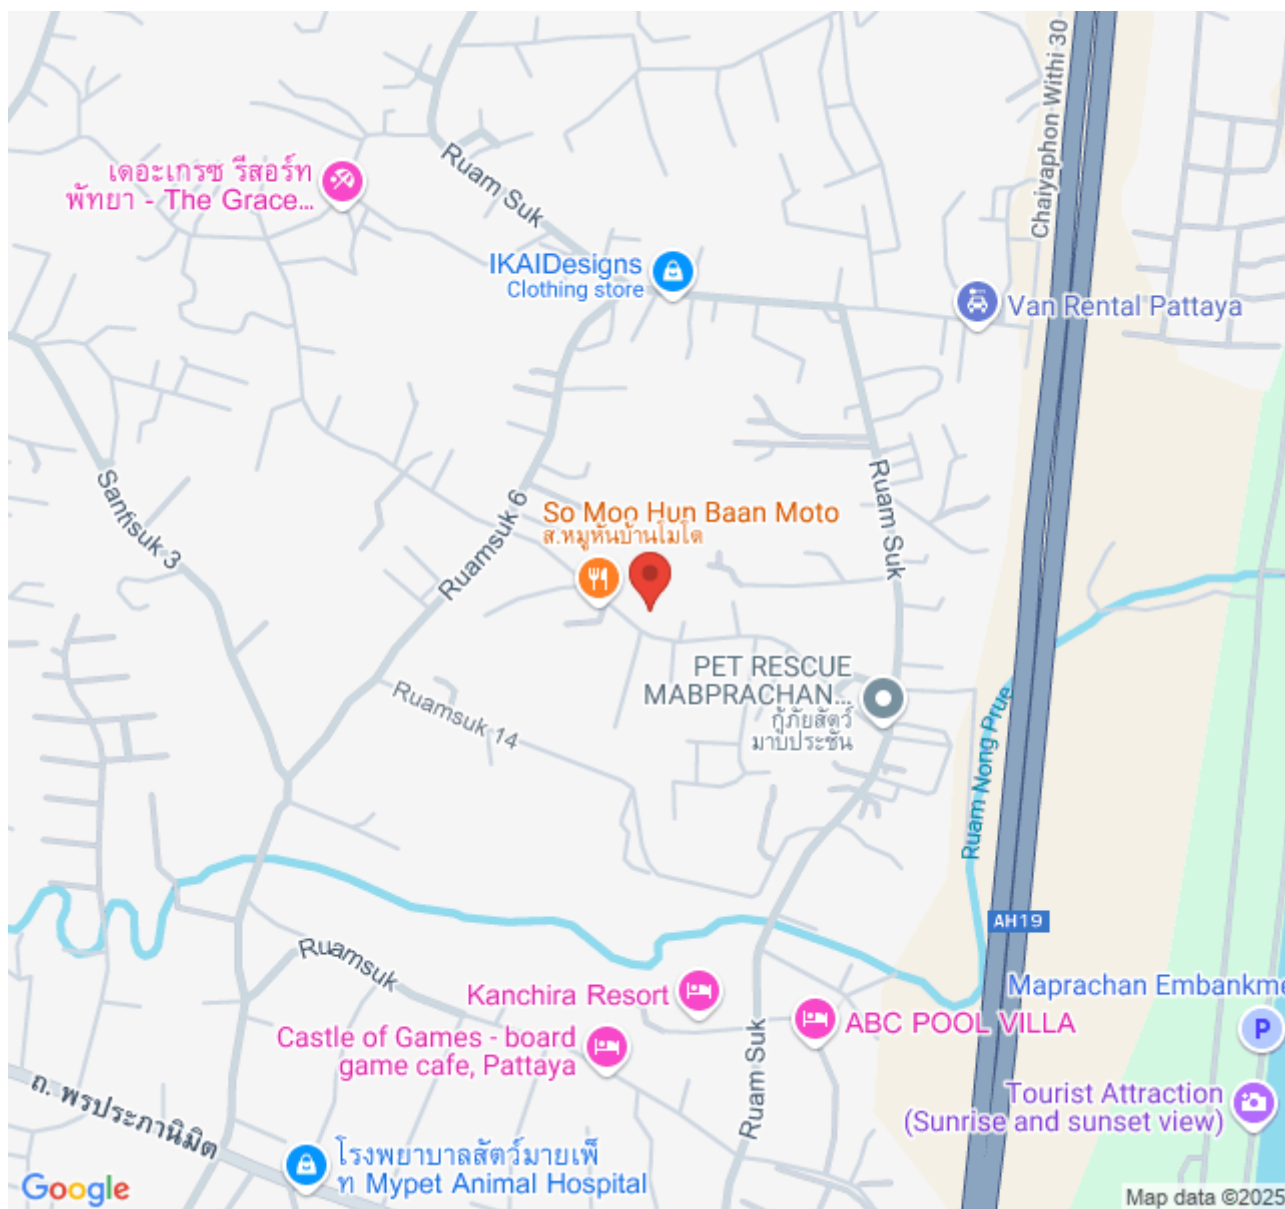 Chaiyaphon Withi 30
Ruam Suk
เดอะเกรซ รีสอร์ท
พัทยา - The Grace...
IKAIDesigns
Clothing store
Van Rental Pattaya
Sanfisuk 3
Ruamsuk 6
Ruam Suk
So Moo Hun Baan Moto
ส.หมูหันบ้านโมโต
PET RESCUE
MABPRACHAN...
กู้ภัยสัตว์
มาบประชัน
Ruamsuk 14
Ruam Nong Prue
AH19
Ruamsuk
Kanchira Resort
Maprachan Embankme
ABC POOL VILLA
P
Castle of Games - board
game cafe, Pattaya
Ruam Suk
Tourist Attraction
(Sunrise and sunset view)
ถ. พรประภานิมิต
โรงพยาบาลสัตว์มายเพ็
ท Mypet Animal Hospital
Google
Map data ©2025